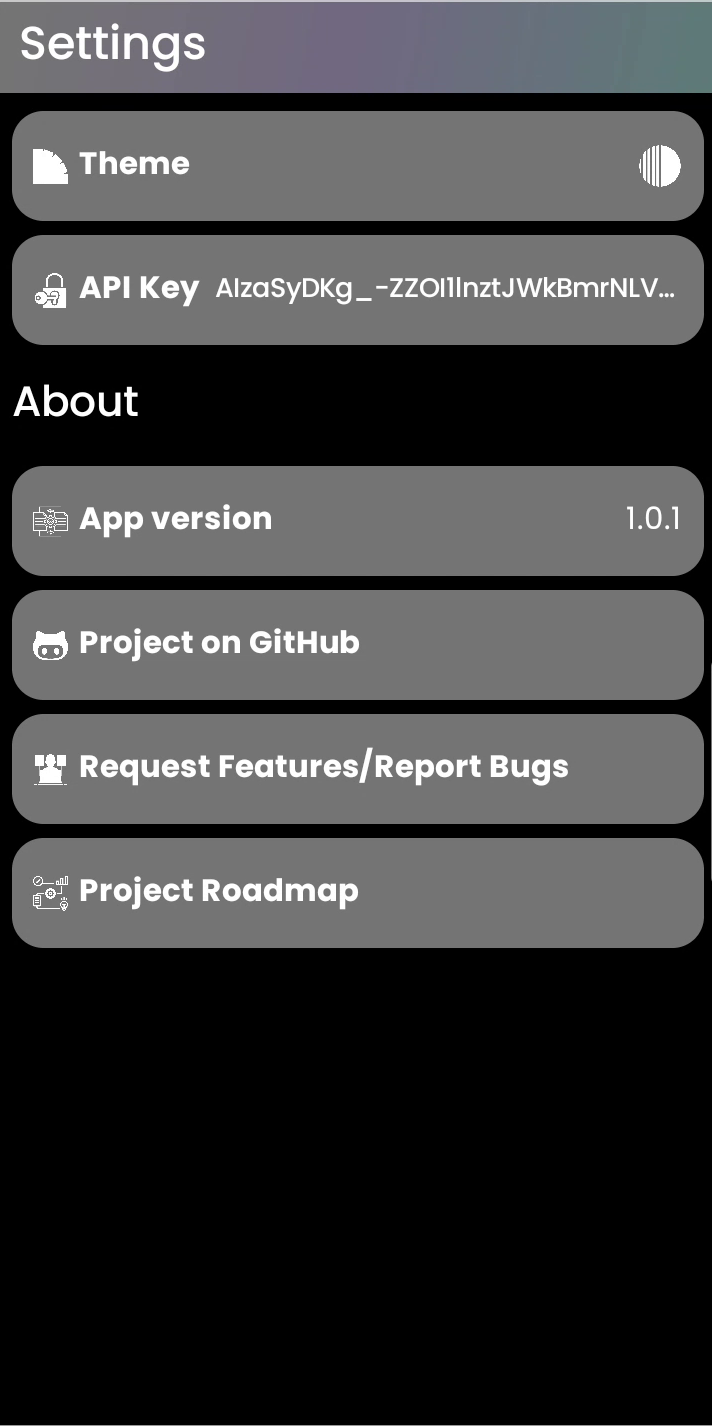 Settings
Theme
API Key
About
App version 1.0.1
Project on GitHub
Request Features/Report Bugs
Project Roadmap